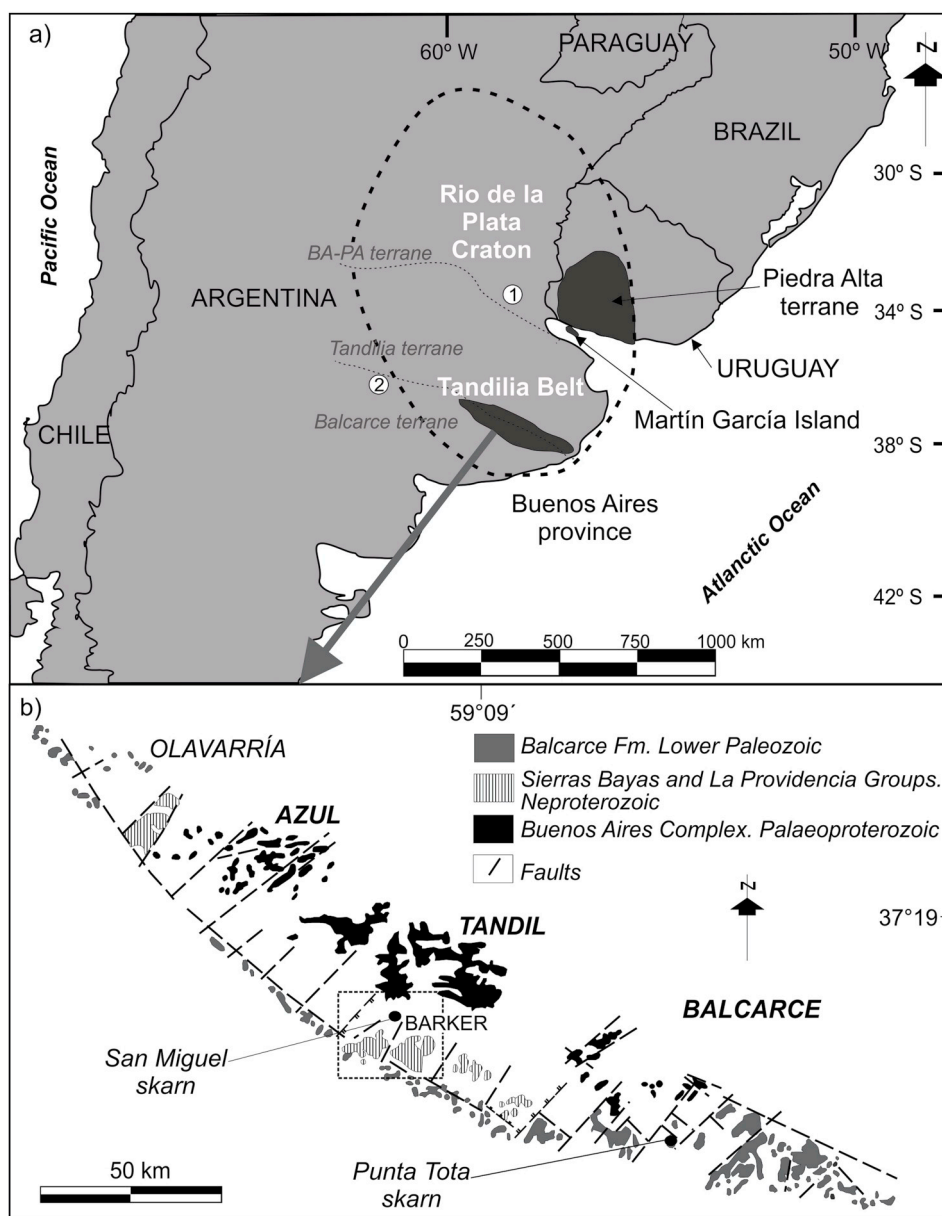 a)
60º W
50º W
PARAGUAY
N
BRAZIL
Pacific Ocean
30º S
Rio de la
Plata
Craton
BA-PA terrane
ARGENTINA
1
Piedra Alta
terrane
34º S
Tandilia terrane
2
URUGUAY
Tandilia Belt
Balcarce terrane
Martín García Island
CHILE
38º S
Buenos Aires
province
Atlanctic Ocean
42º S
0 250 500 750 1000 km
b)
59°09´
OLAVARRÍA
Balcarce Fm. Lower Paleozoic
Sierras Bayas and La Providencia Groups.
Neproterozoic
AZUL
Buenos Aires Complex. Palaeoproterozoic
Faults
N
37°19
TANDIL
BALCARCE
BARKER
San Miguel
skarn
Punta Tota
skarn
50 km